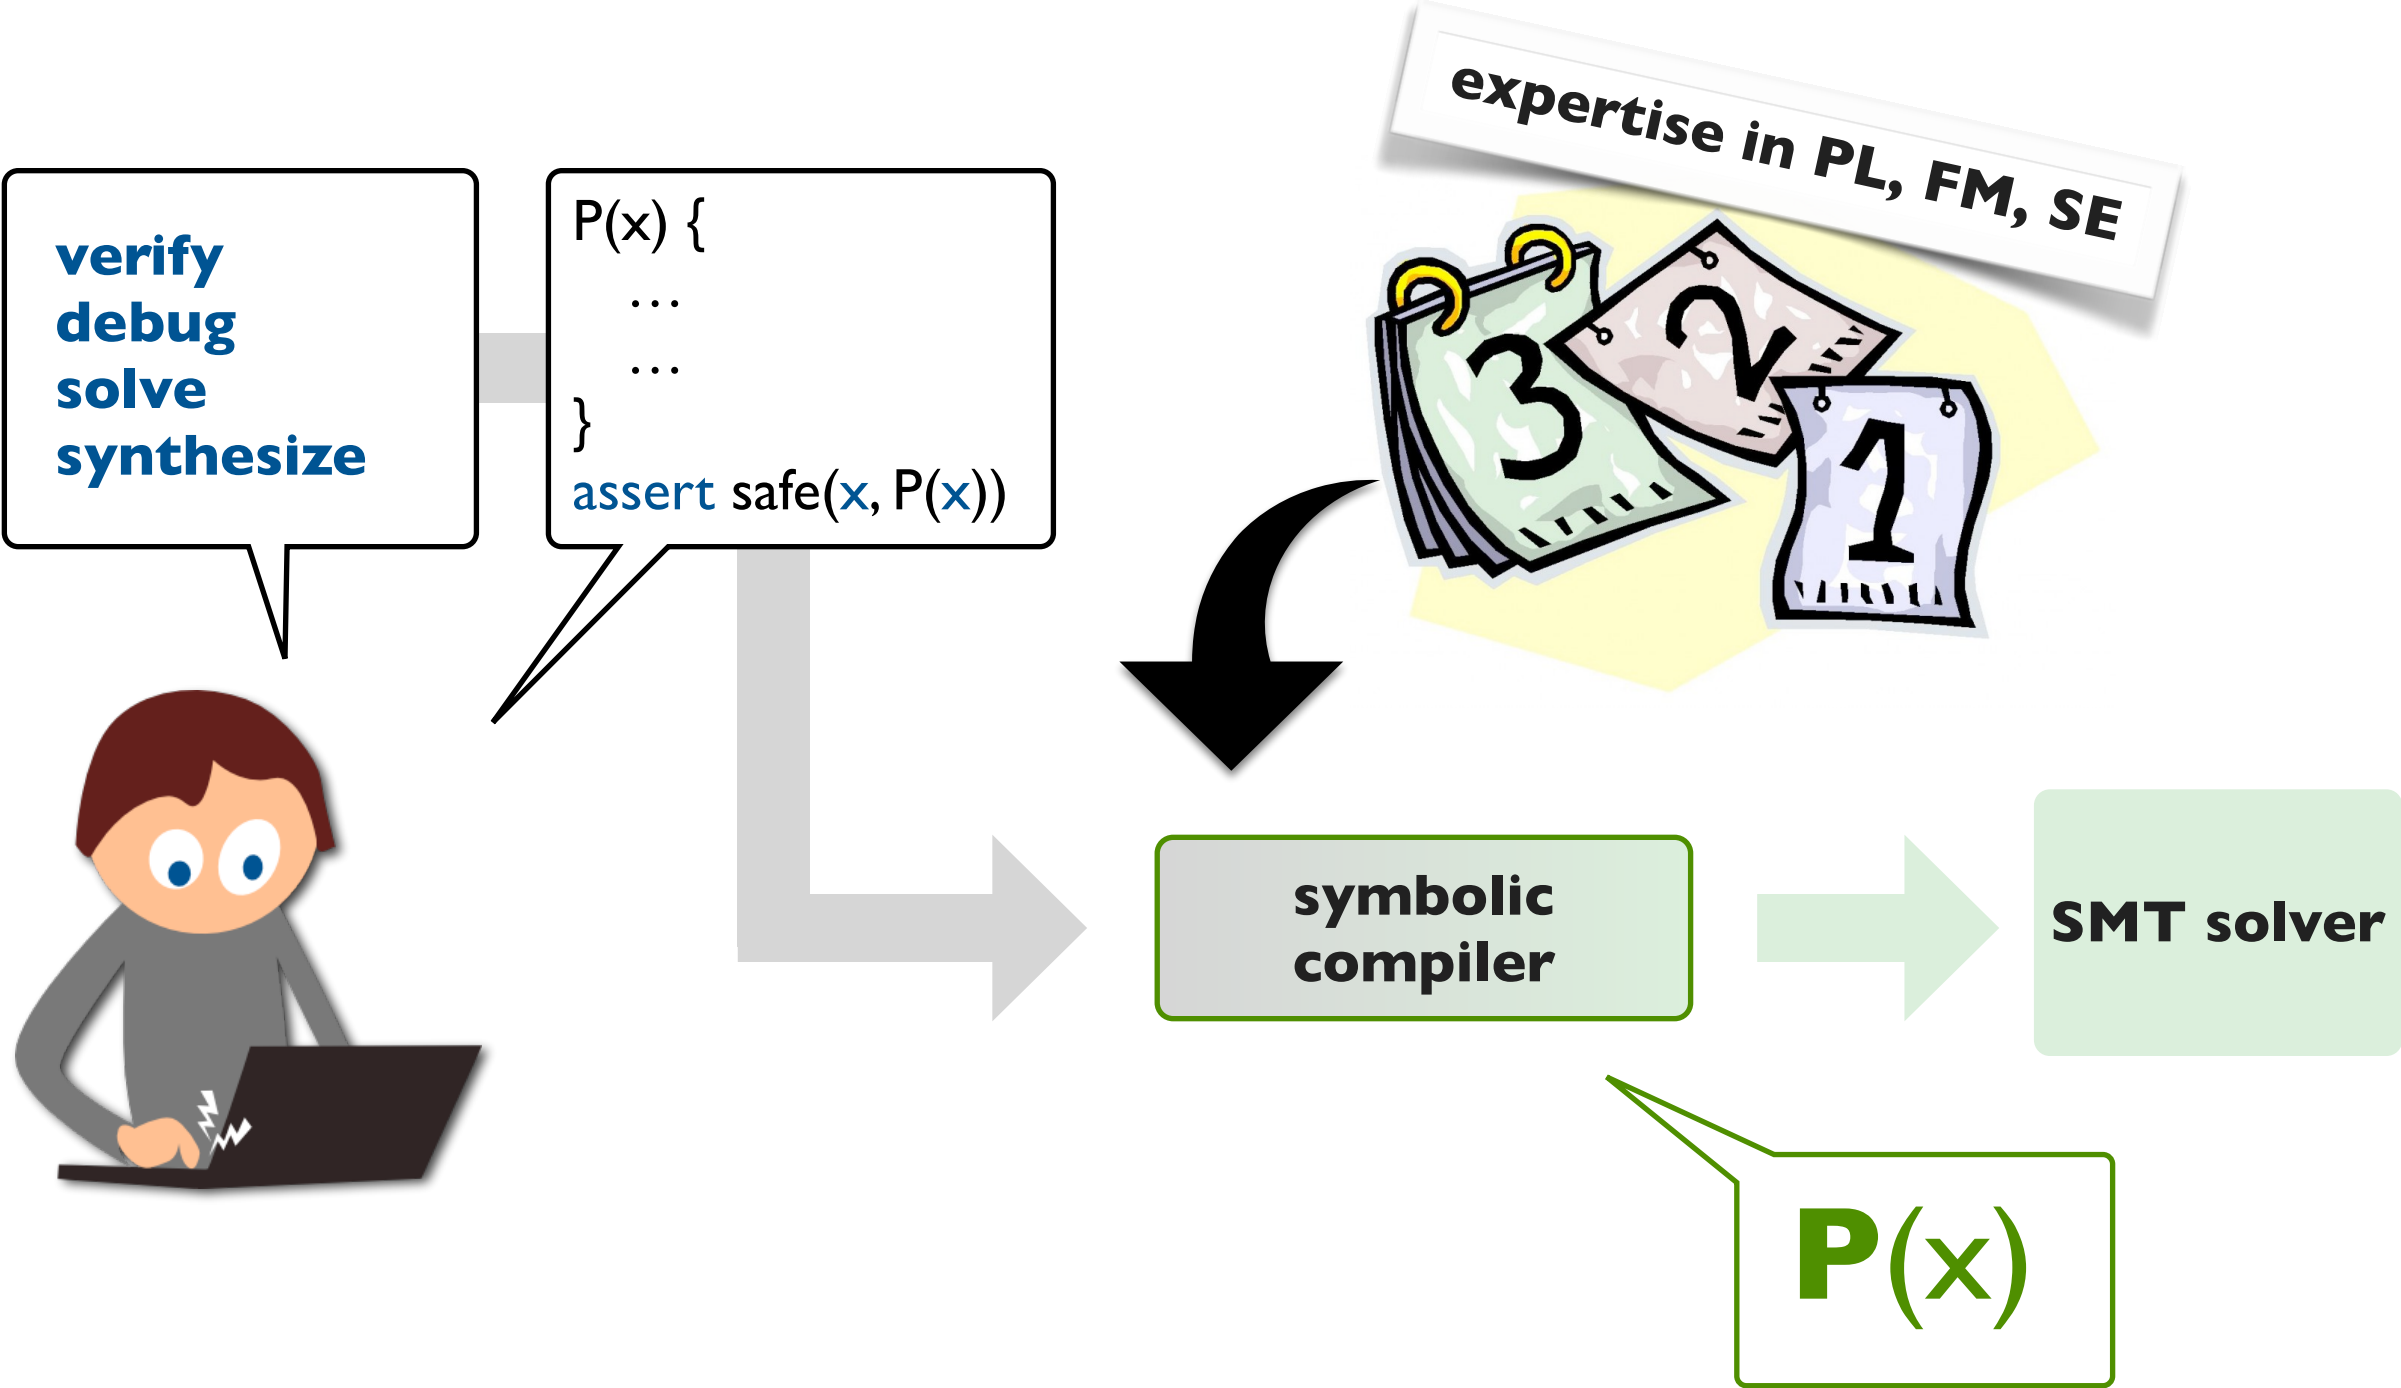 expertise in PL, FM, SE
verify
debug
solve
synthesize
P(x) {
…
…
}
assert safe(x, P(x))
3
2
1
symbolic
compiler
SMT solver
P(x)